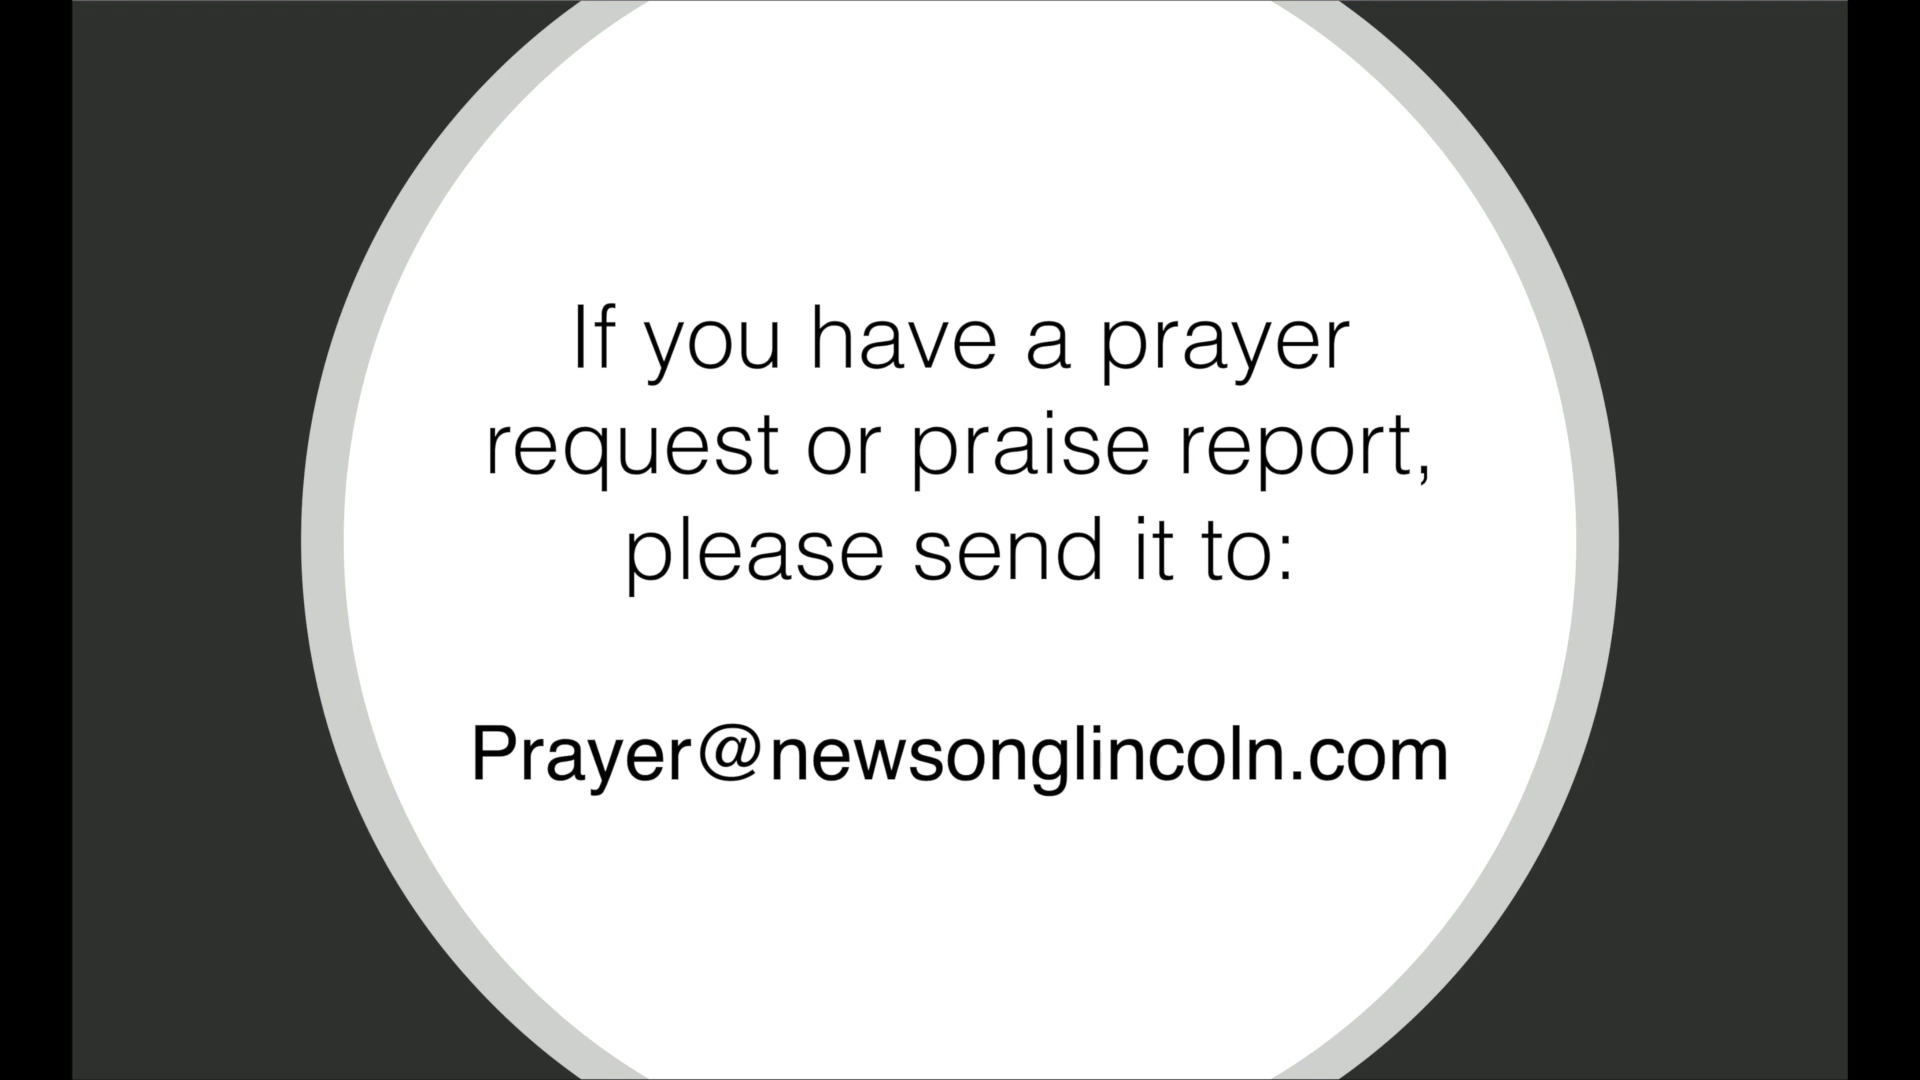 If you have a prayer
request or praise report,
please send it to:
Prayer@newsonglincoln.com